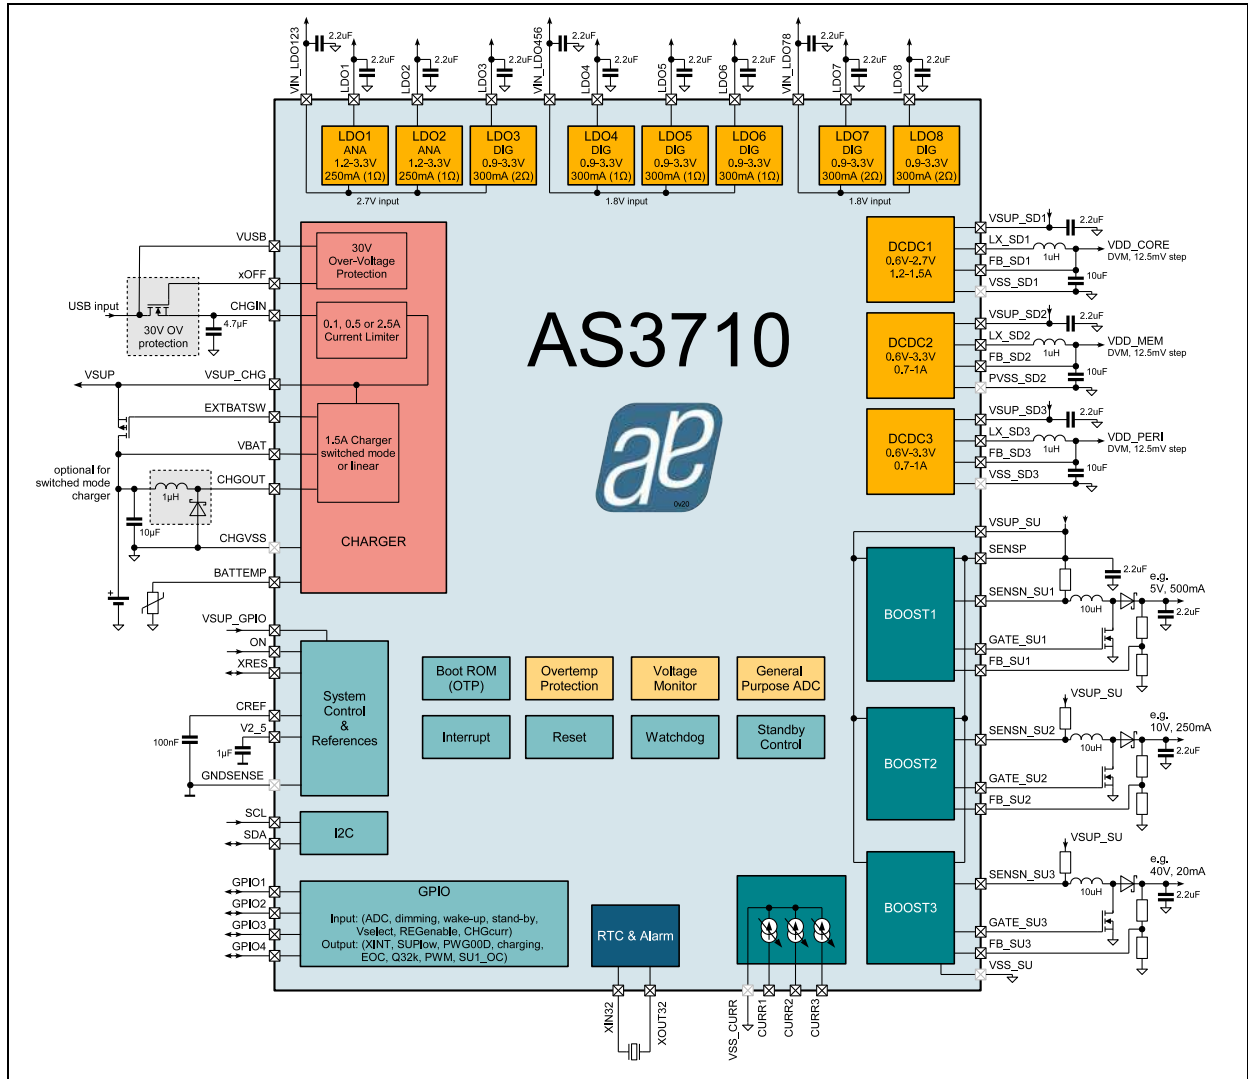 VIN_LDO123
2.2uF
LDO1
2.2uF
LDO2
2.2uF
LDO3
2.2uF
VIN_LDO456
2.2uF
LDO4
2.2uF
LDO5
2.2uF
LDO6
2.2uF
VIN_LDO78
2.2uF
LDO7
2.2uF
LDO8
2.2uF
LDO1
ANA
1.2-3.3V
250mA (1Ω)
LDO2
ANA
1.2-3.3V
250mA (1Ω)
LDO3
DIG
0.9-3.3V
300mA (2Ω)
LDO4
DIG
0.9-3.3V
300mA (1Ω)
LDO5
DIG
0.9-3.3V
300mA (1Ω)
LDO6
DIG
0.9-3.3V
300mA (1Ω)
LDO7
DIG
0.9-3.3V
300mA (2Ω)
LDO8
DIG
0.9-3.3V
300mA (2Ω)
2.7V input
1.8V input
1.8V input
VUSB
xOFF
USB input
CHGIN
30V OV
protection
4.7µF
VSUP
VSUP_CHG
EXTBATSW
VBAT
optional for
switched mode
charger
CHGOUT
1µH
10µF
CHGVSS
BATTEMP
+
30V
Over-Voltage
Protection
0.1, 0.5 or 2.5A
Current Limiter
1.5A Charger
switched mode
or linear
CHARGER
AS3710
ae
0v20
DCDC1
0.6V-2.7V
1.2-1.5A
VSUP_SD1
2.2uF
LX_SD1
1uH
VDD_CORE
DVM, 12.5mV step
FB_SD1
10uF
VSS_SD1
DCDC2
0.6V-3.3V
0.7-1A
VSUP_SD2
2.2uF
LX_SD2
1uH
VDD_MEM
DVM, 12.5mV step
FB_SD2
10uF
PVSS_SD2
DCDC3
0.6V-3.3V
0.7-1A
VSUP_SD3
2.2uF
LX_SD3
1uH
VDD_PERI
DVM, 12.5mV step
FB_SD3
10uF
VSS_SD3
VSUP_SU
SENSP
2.2uF
BOOST1
SENSN_SU1
10uH
e.g.
5V, 500mA
2.2uF
GATE_SU1
FB_SU1
VSUP_SU
BOOST2
SENSN_SU2
10uH
e.g.
10V, 250mA
2.2uF
GATE_SU2
FB_SU2
VSUP_SU
BOOST3
SENSN_SU3
10uH
e.g.
40V, 20mA
2.2uF
GATE_SU3
FB_SU3
VSS_SU
VSUP_GPIO
ON
XRES
CREF
V2_5
100nF
1µF
GNDSENSE
System
Control
&
References
Boot ROM
(OTP)
Overtemp
Protection
Voltage
Monitor
General
Purpose ADC
Interrupt
Reset
Watchdog
Standby
Control
SCL
SDA
I2C
GPIO1
GPIO2
GPIO3
GPIO4
GPIO
Input: (ADC, dimming, wake-up, stand-by,
Vselect, REGenable, CHGcurr)
Output: (XINT, SUPlow, PWG00D, charging,
EOC, Q32k, PWM, SU1_OC)
RTC & Alarm
XIN32
XOUT32
VSS_CURR
CURR1
CURR2
CURR3